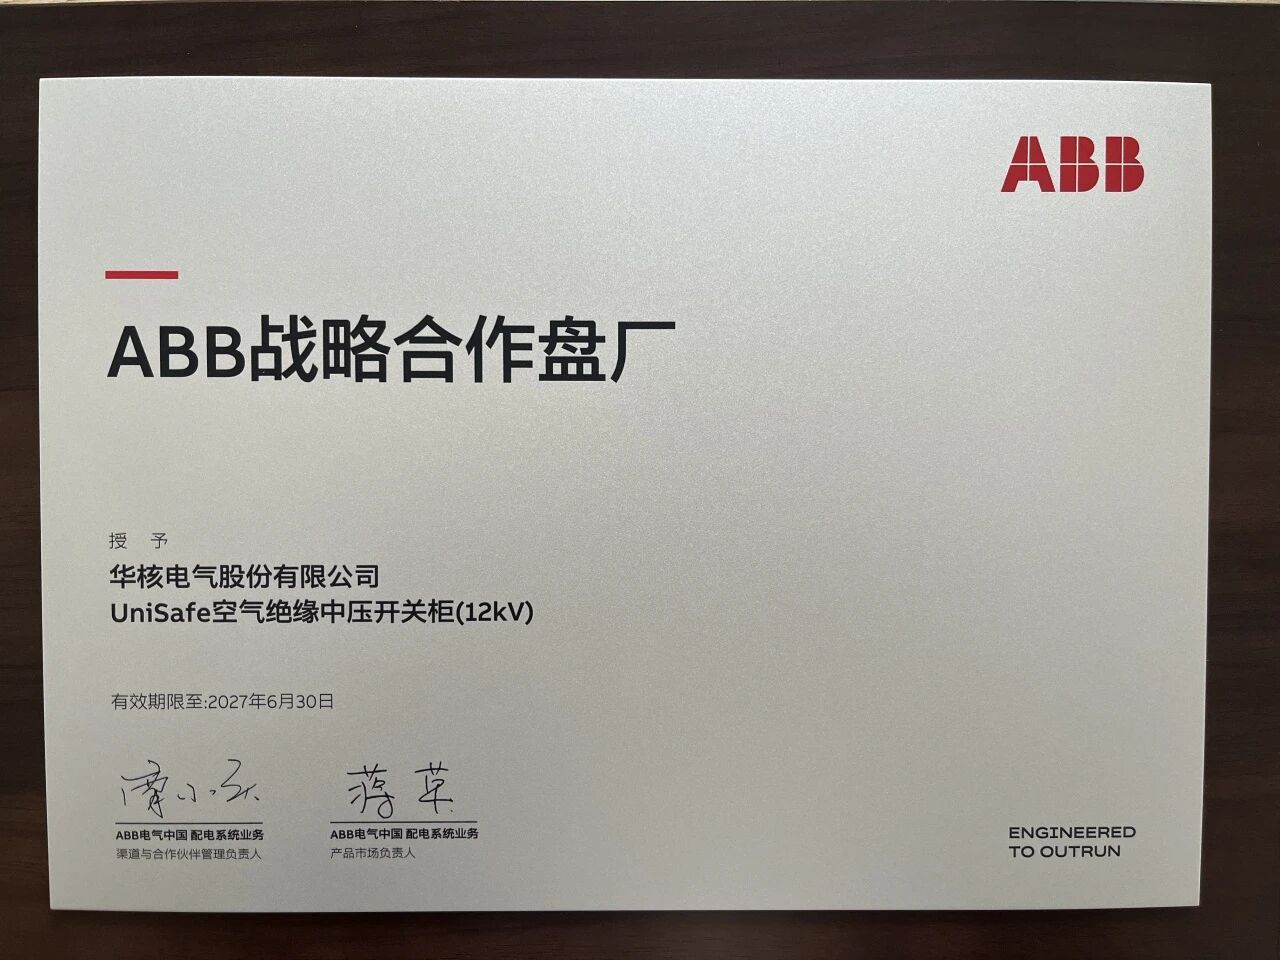 ABB
ABB战略合作盘厂
授 予
华核电气股份有限公司
UniSafe空气绝缘中压开关柜(12kV)
有效期限至:2027年6月30日
ABB电气中国 配电系统业务
渠道与合作伙伴管理负责人
ABB电气中国 配电系统业务
产品市场负责人
ENGINEERED
TO OUTRUN